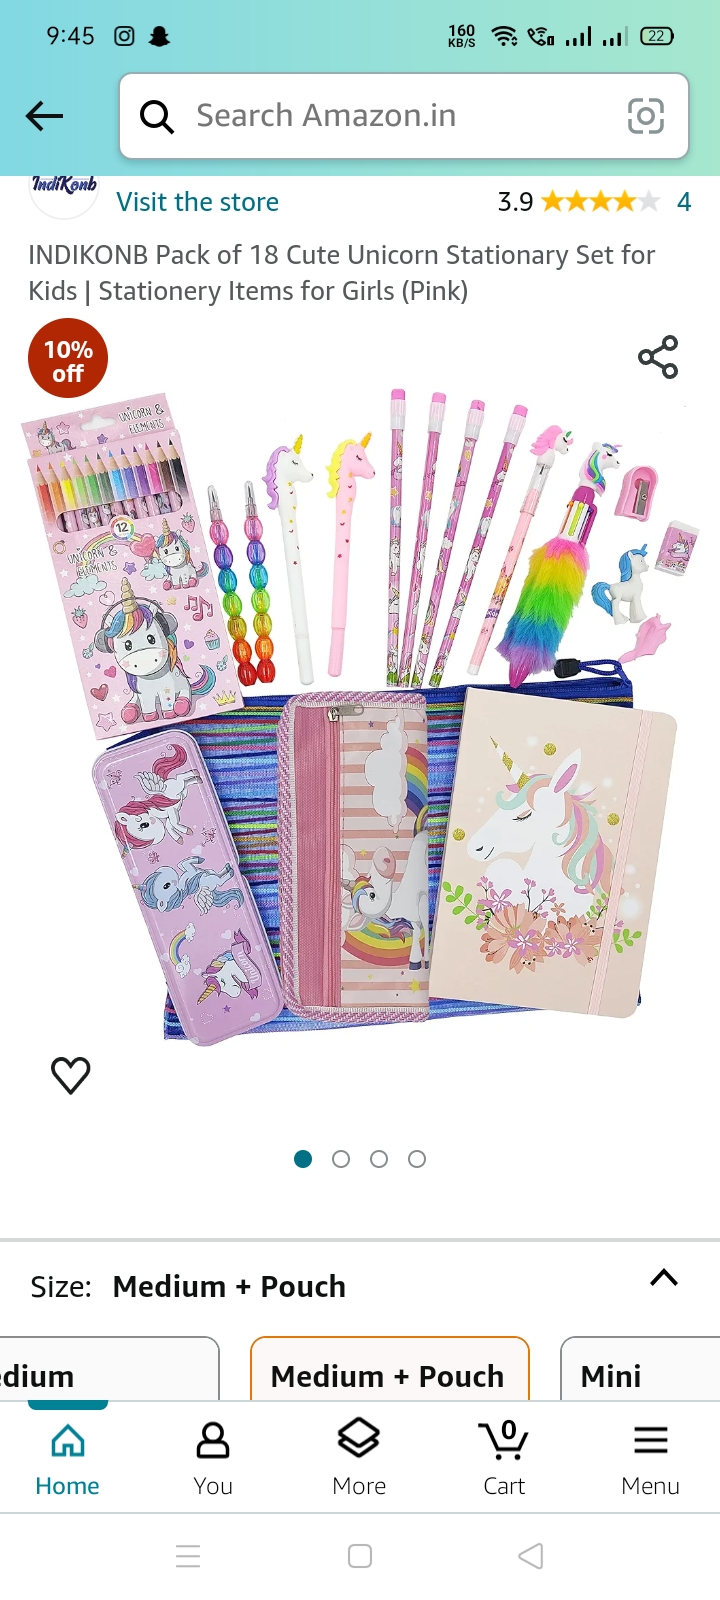 9:45
160
KB/S
22
Search Amazon.in
IndiKonb
Visit the store
3.9
4
INDIKONB Pack of 18 Cute Unicorn Stationary Set for
Kids | Stationery Items for Girls (Pink)
10%
off
UNICORN &
ELEMENTS
12
UNICORN &
ELEMENTS
Size: Medium + Pouch
edium
Medium + Pouch
Mini
0
Home
You
More
Cart
Menu